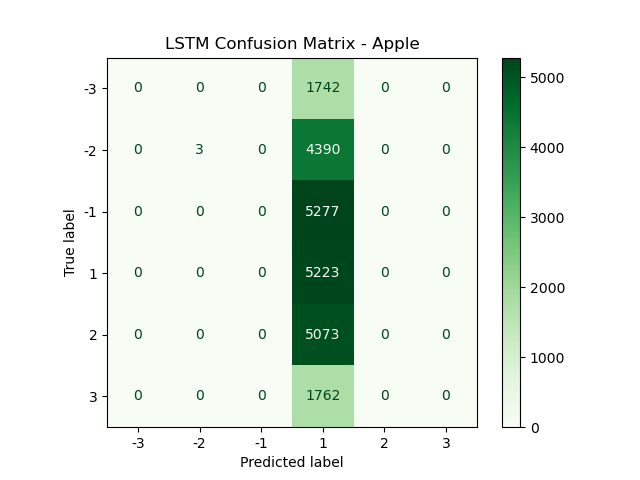 LSTM Confusion Matrix - Apple
-3 0 0 0 1742 0 0
-2 0 3 0 4390 0 0
-1 0 0 0 5277 0 0
1 0 0 0 5223 0 0
2 0 0 0 5073 0 0
3 0 0 0 1762 0 0
-3 -2 -1 1 2 3
True label
Predicted label
5000
4000
3000
2000
1000
0